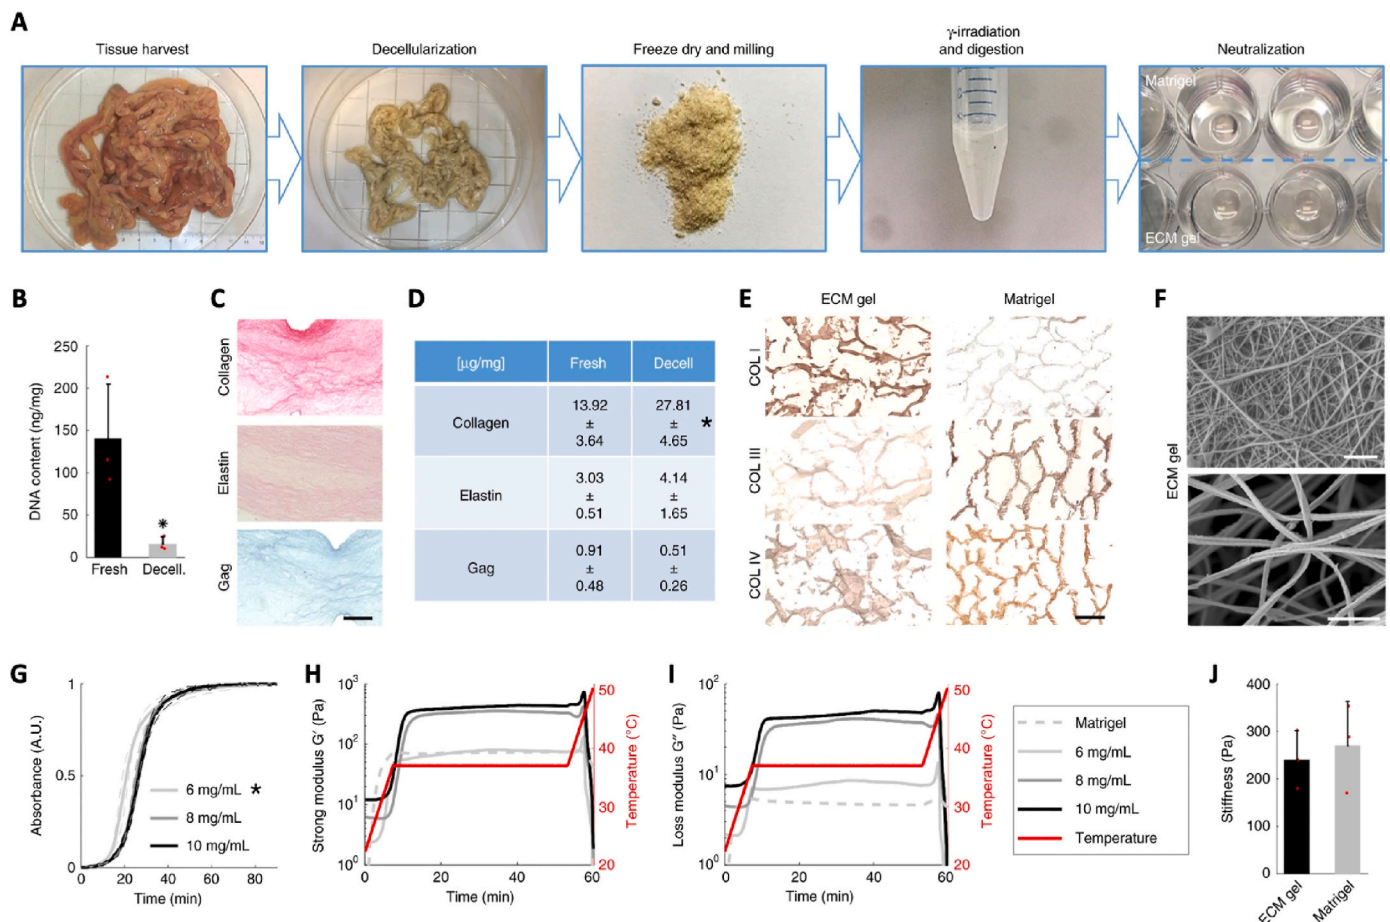 A
Tissue harvest
Decellularization
Freeze dry and milling
γ-irradiation
and digestion
Neutralization
Matrigel
ECM gel
B
DNA content (ng/mg)
250
200
150
100
50
0
Fresh
Decell.
*
C
Collagen
Elastin
Gag
D
[µg/mg] Fresh Decell
Collagen 13.92 ± 3.64 27.81 ± 4.65 *
Elastin 3.03 ± 0.51 4.14 ± 1.65
Gag 0.91 ± 0.48 0.51 ± 0.26
E
ECM gel
Matrigel
COL I
COL III
COL IV
F
ECM gel
G
Absorbance (A.U.)
1
0.5
0
0 20 40 60 80
Time (min)
6 mg/mL *
8 mg/mL
10 mg/mL
H
Strong modulus G′ (Pa)
10³
10²
10¹
10⁰
0 20 40 60
Time (min)
50
40
30
20
Temperature (°C)
I
Loss modulus G″ (Pa)
10²
10¹
10⁰
0 20 40 60
Time (min)
50
40
30
20
Temperature (°C)
Matrigel
6 mg/mL
8 mg/mL
10 mg/mL
Temperature
J
Stiffness (Pa)
400
300
200
100
0
ECM gel
Matrigel